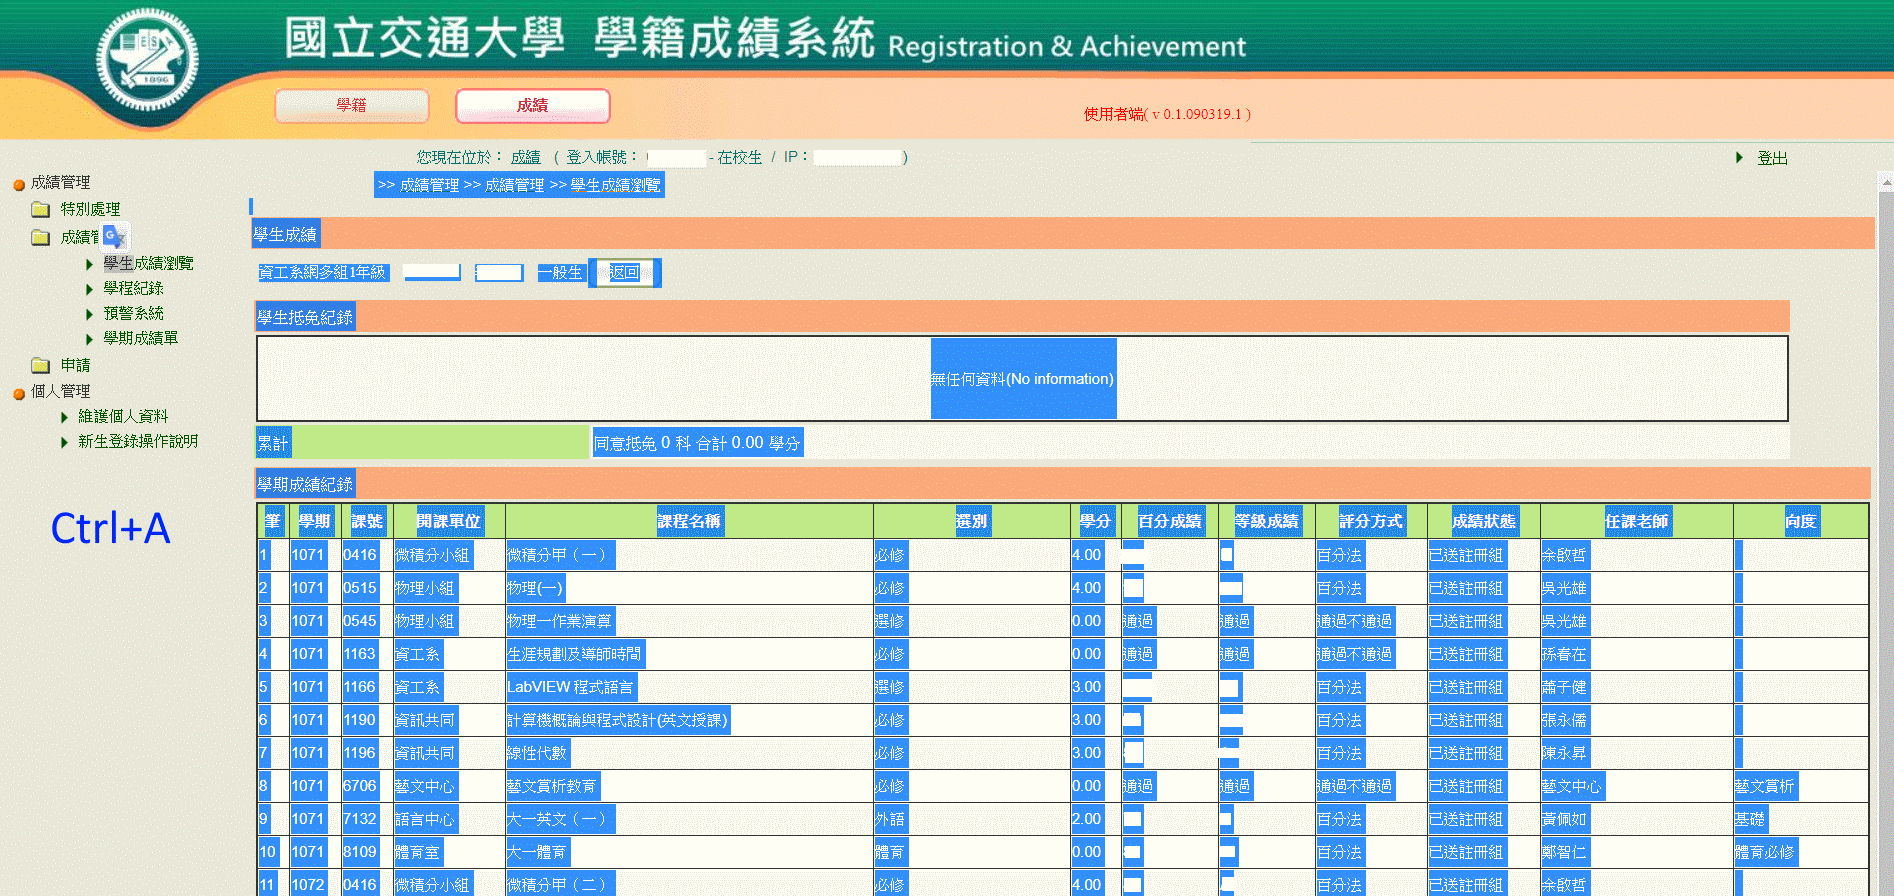 國立交通大學 學籍成績系統 Registration & Achievement
1896
學籍 成績
使用者端( v 0.1.090319.1 )
您現在位於： 成績 ( 登入帳號： - 在校生 / IP： )
登出
>> 成績管理 >> 成績管理 >> 學生成績瀏覽
成績管理
特別處理
成績管
學生成績瀏覽
學程紀錄
預警系統
學期成績單
申請
個人管理
維護個人資料
新生登錄操作說明
Ctrl+A
學生成績
資工系網多組1年級 一般生 返回
學生抵免紀錄
無任何資料(No information)
累計 同意抵免 0 科 合計 0.00 學分
學期成績紀錄
筆 學期 課號 開課單位 課程名稱 選別 學分 百分成績 等級成績 評分方式 成績狀態 任課老師 向度
1 1071 0416 微積分小組 微積分甲（一） 必修 4.00 百分法 已送註冊組 余啟哲
2 1071 0515 物理小組 物理(一) 必修 4.00 百分法 已送註冊組 吳光雄
3 1071 0545 物理小組 物理一作業演算 選修 0.00 通過 通過 通過不通過 已送註冊組 吳光雄
4 1071 1163 資工系 生涯規劃及導師時間 必修 0.00 通過 通過 通過不通過 已送註冊組 孫春在
5 1071 1166 資工系 LabVIEW 程式語言 選修 3.00 百分法 已送註冊組 蕭子健
6 1071 1190 資訊共同 計算機概論與程式設計(英文授課) 必修 3.00 百分法 已送註冊組 張永儒
7 1071 1196 資訊共同 線性代數 必修 3.00 百分法 已送註冊組 陳永昇
8 1071 6706 藝文中心 藝文賞析教育 必修 0.00 通過 通過 通過不通過 已送註冊組 藝文中心 藝文賞析
9 1071 7132 語言中心 大一英文（一） 外語 2.00 百分法 已送註冊組 黃佩如 基礎
10 1071 8109 體育室 大一體育 體育 0.00 百分法 已送註冊組 鄭智仁 體育必修
11 1072 0416 微積分小組 微積分甲（二） 必修 4.00 百分法 已送註冊組 余啟哲